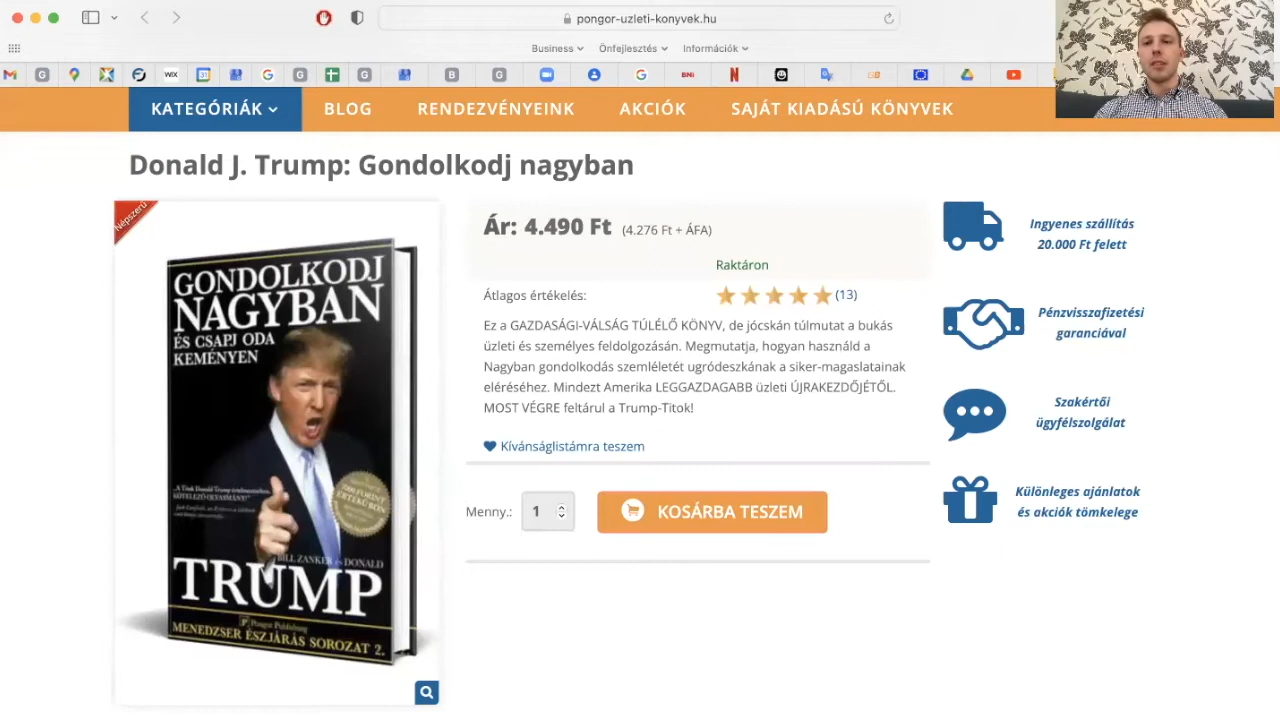 pongor-uzleti-konyvek.hu
Business
Önfejlesztés
Információk
WIX
31
BNI
KATEGÓRIÁK
BLOG
RENDEZVÉNYEINK
AKCIÓK
SAJÁT KIADÁSÚ KÖNYVEK
Donald J. Trump: Gondolkodj nagyban
Népszerű
GONDOLKODJ
NAGYBAN
ÉS CSAPJ ODA
KEMÉNYEN
BILL ZANKER és DONALD
TRUMP
Pongor Publishing
MENEDZSER ÉSZJÁRÁS SOROZAT 2.
Ár: 4.490 Ft (4.276 Ft + ÁFA)
Raktáron
Átlagos értékelés: (13)
Ez a GAZDASÁGI-VÁLSÁG TÚLÉLŐ KÖNYV, de jócskán túlmutat a bukás
üzleti és személyes feldolgozásán. Megmutatja, hogyan használd a
Nagyban gondolkodás szemléletét ugródeszkának a siker-magaslatainak
eléréséhez. Mindezt Amerika LEGGAZDAGABB üzleti ÚJRAKEZDŐJÉTŐL.
MOST VÉGRE feltárul a Trump-Titok!
Kívánságlistámra teszem
Menny.: 1
KOSÁRBA TESZEM
Ingyenes szállítás
20.000 Ft felett
Pénzvisszafizetési
garanciával
Szakértői
ügyfélszolgálat
Különleges ajánlatok
és akciók tömkelege